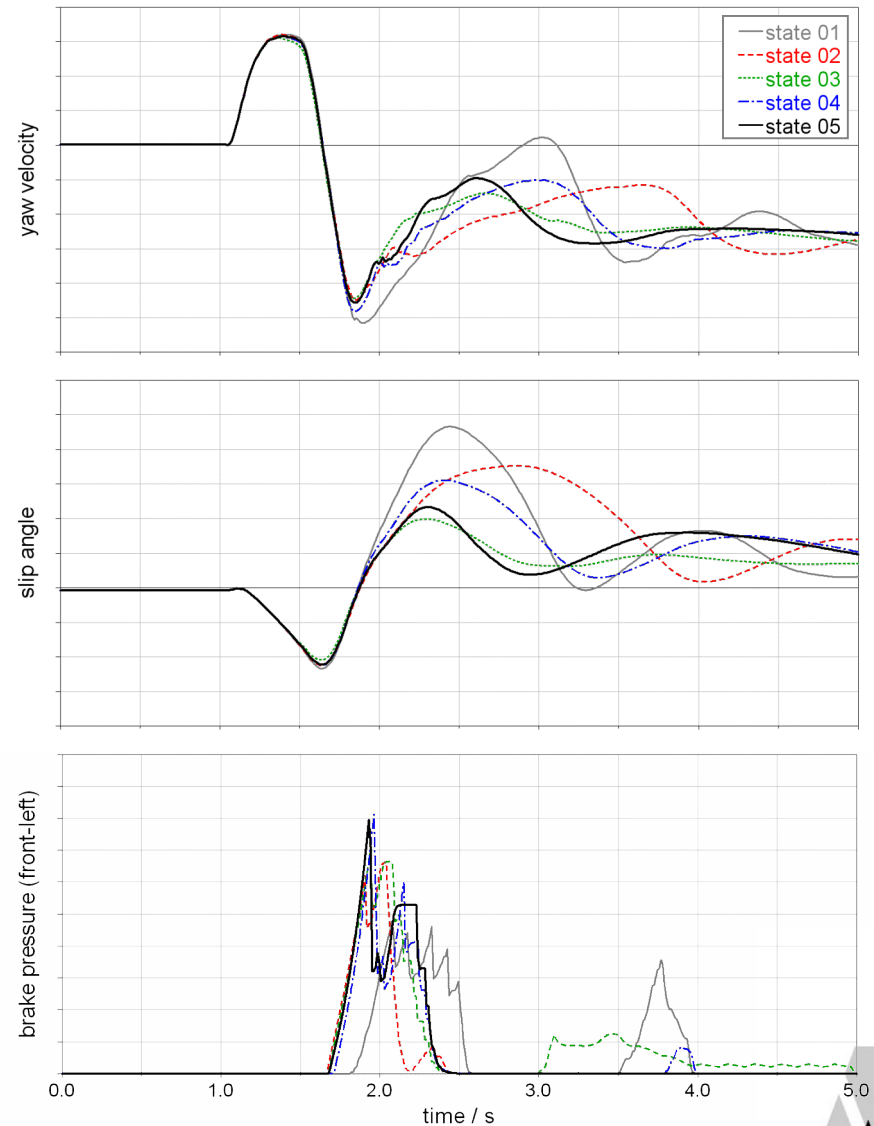 state 01
state 02
state 03
state 04
state 05
yaw velocity
slip angle
brake pressure (front-left)
0.0 1.0 2.0 3.0 4.0 5.0
time / s